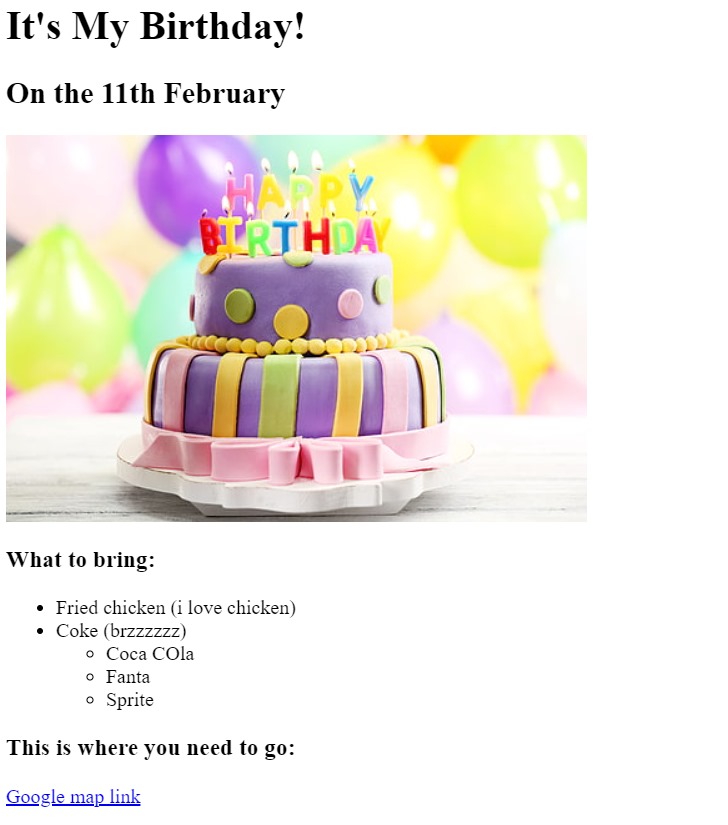 It's My Birthday!
On the 11th February
HAPPY
BIRTHDAY
What to bring:
Fried chicken (i love chicken)
Coke (brzzzzzz)
Coca COla
Fanta
Sprite
This is where you need to go:
Google map link